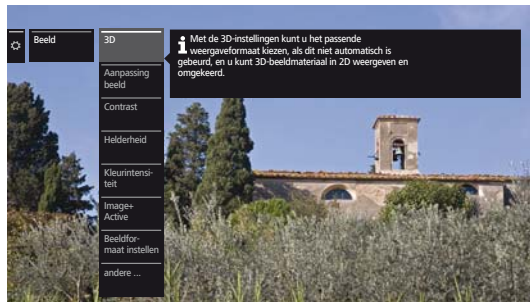 Beeld
3D
Met de 3D-instellingen kunt u het passende
weergaveformaat kiezen, als dit niet automatisch is
gebeurd, en u kunt 3D-beeldmateriaal in 2D weergeven en
omgekeerd.
Aanpassing
beeld
Contrast
Helderheid
Kleurintensi-
teit
Image+
Active
Beeldfor-
maat instellen
andere ...